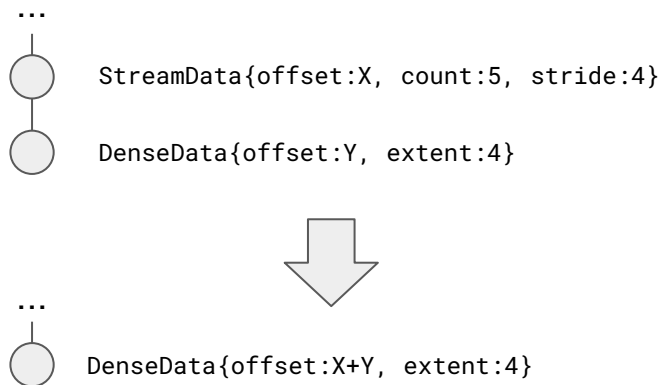 ...
StreamData{offset:X, count:5, stride:4}
DenseData{offset:Y, extent:4}
...
DenseData{offset:X+Y, extent:4}